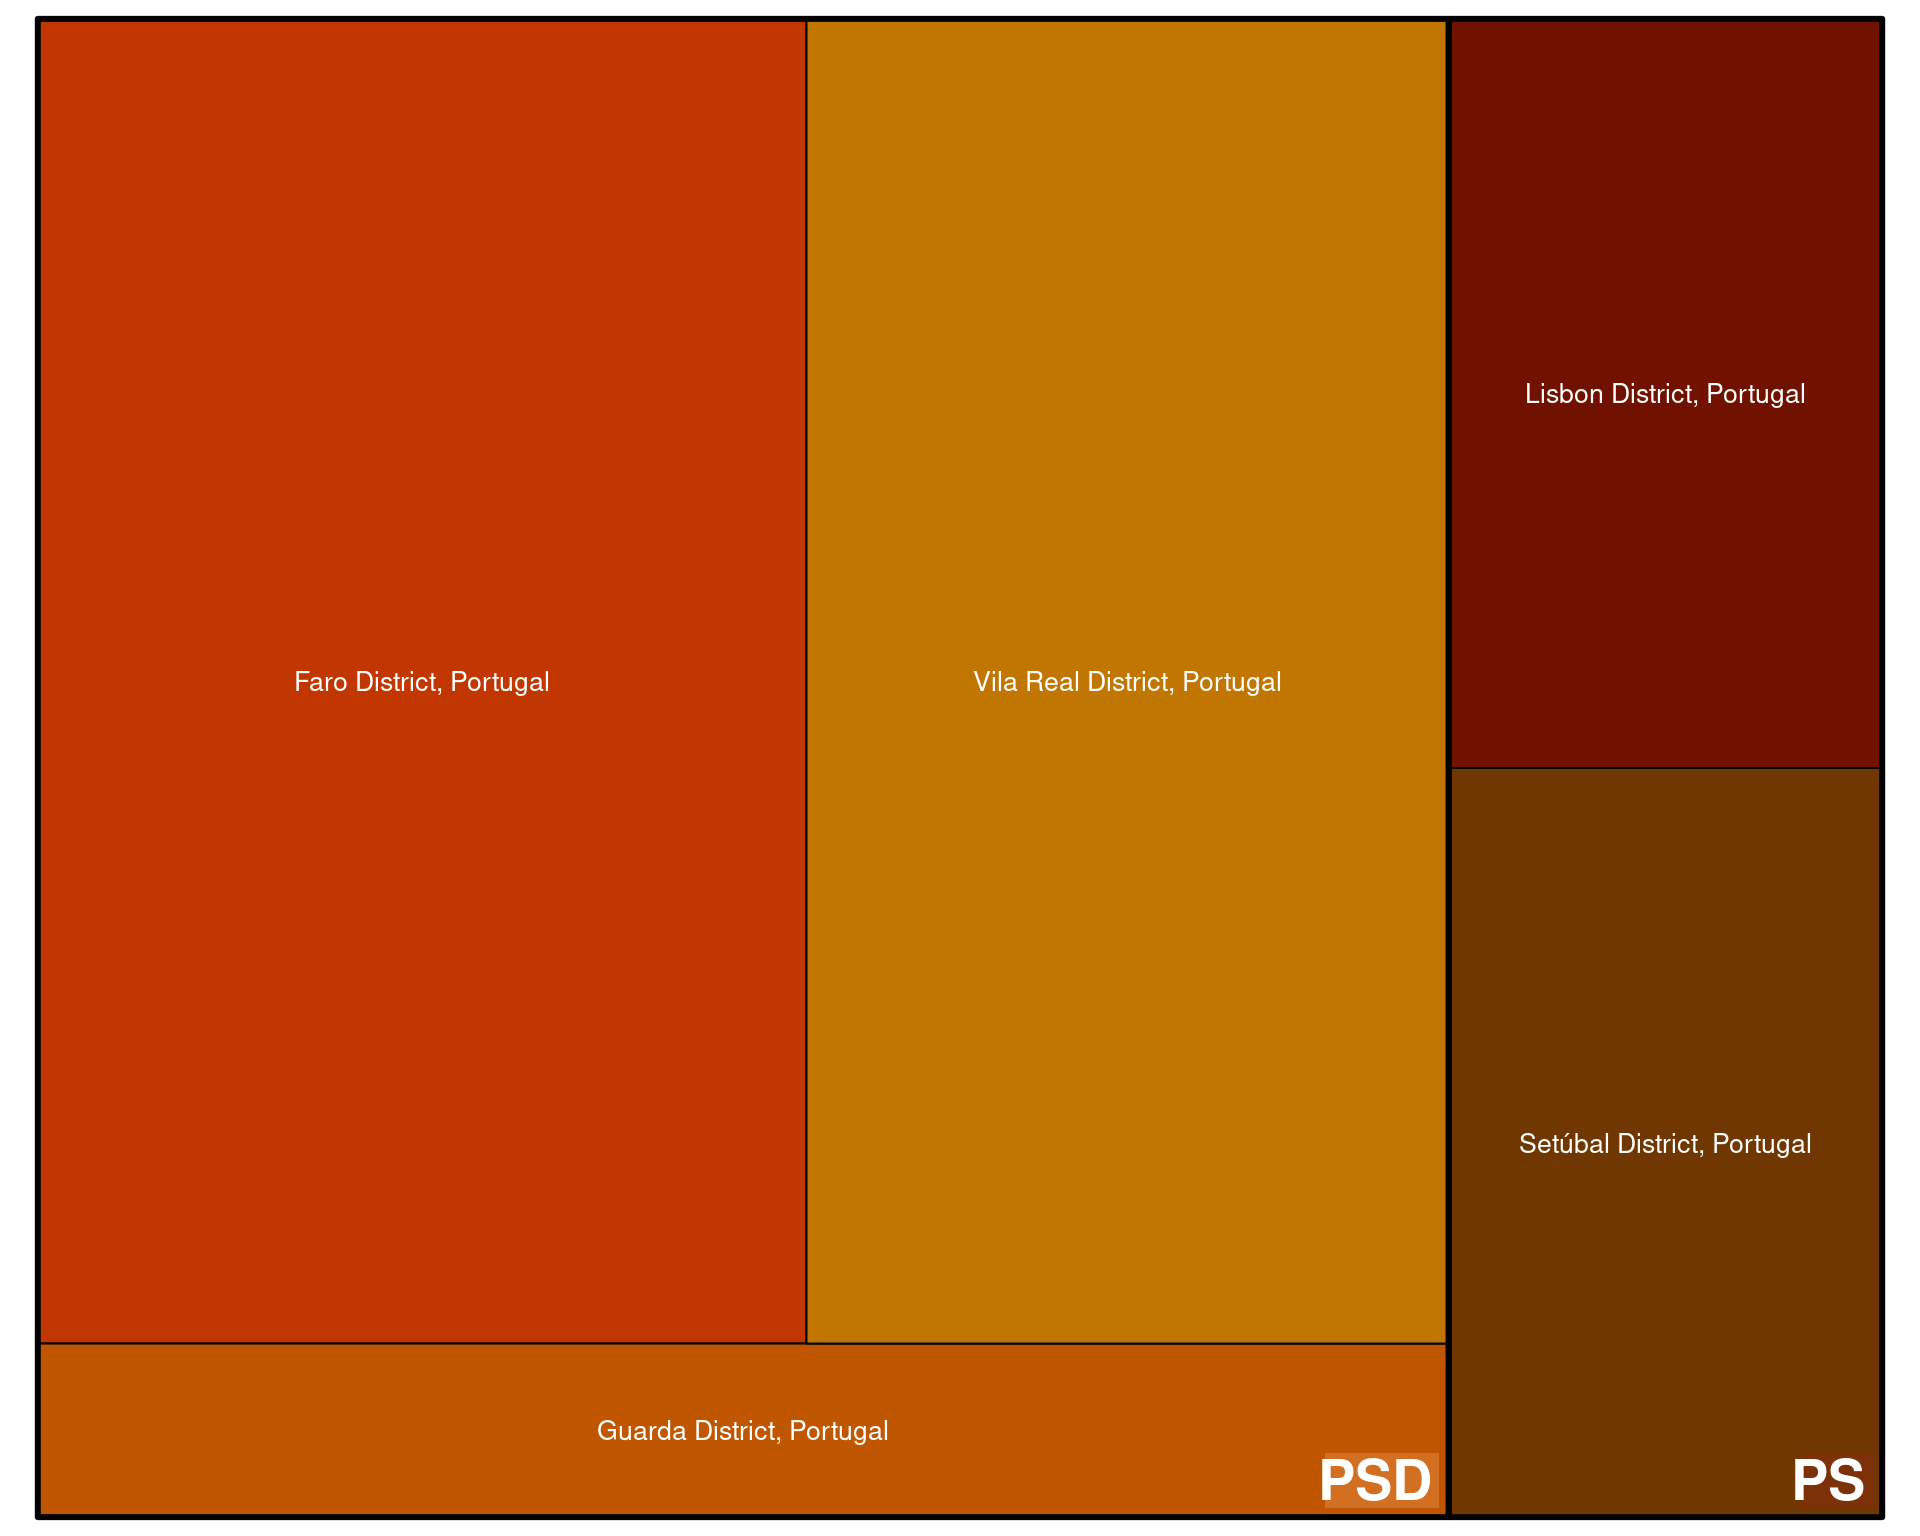 Faro District, Portugal
Vila Real District, Portugal
Lisbon District, Portugal
Setúbal District, Portugal
Guarda District, Portugal
PSD
PS